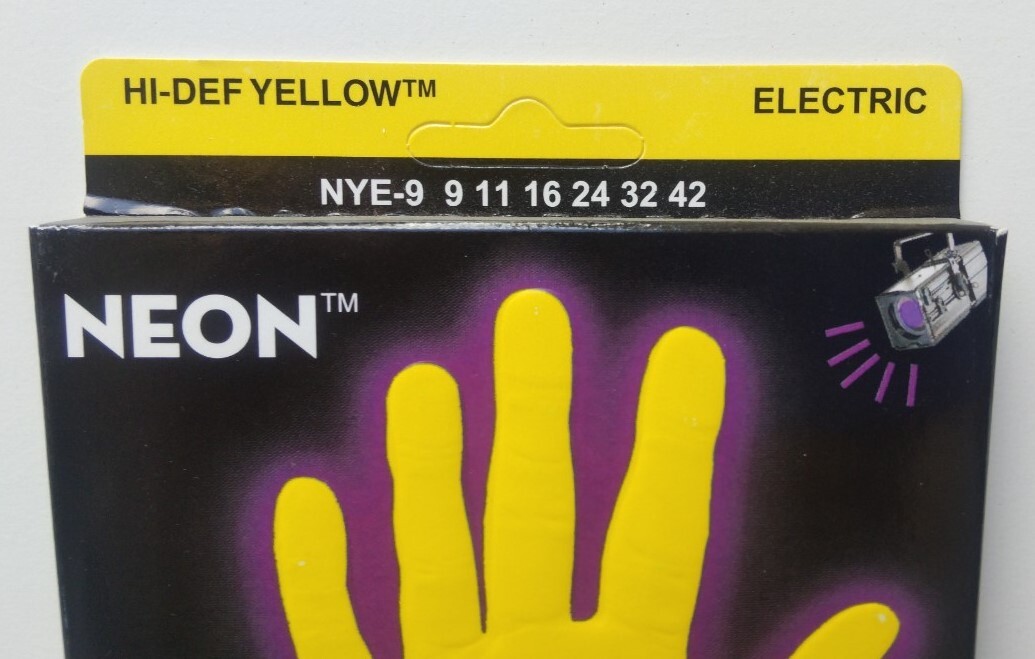 HI-DEF YELLOW™ ELECTRIC
NYE-9 9 11 16 24 32 42
NEON™